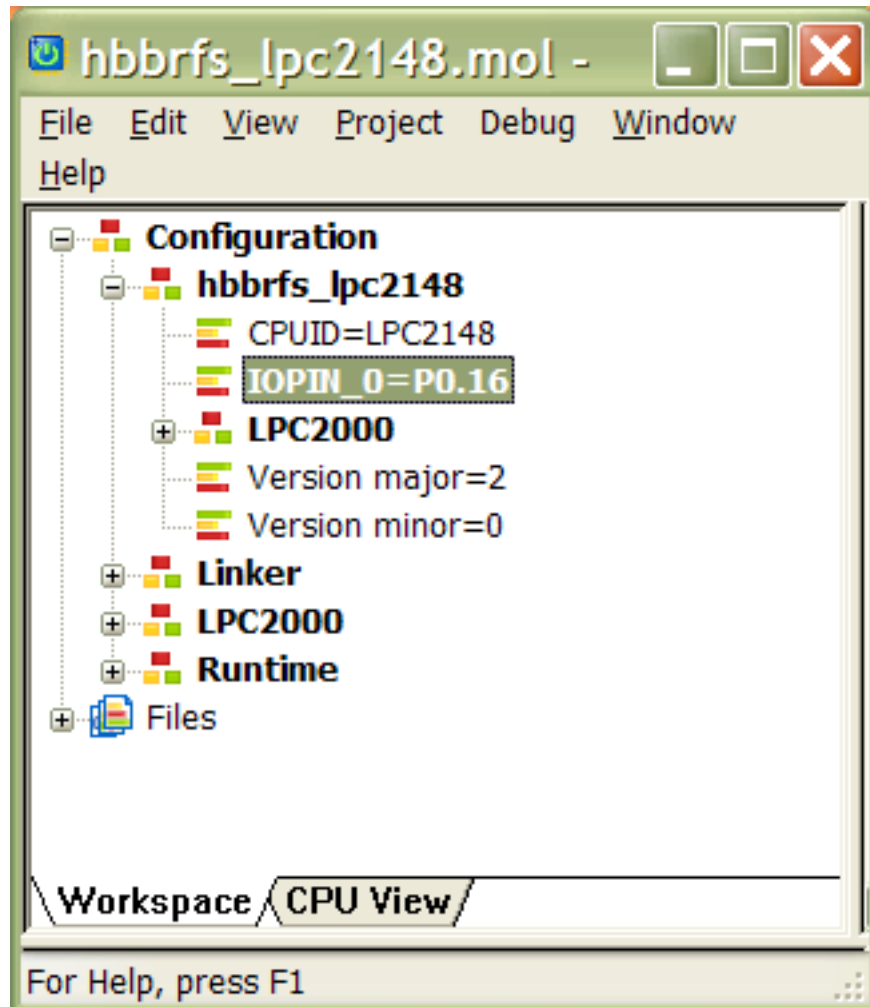 hbbrfs_lpc2148.mol -
File Edit View Project Debug Window
Help
Configuration
hbbrfs_lpc2148
CPUID=LPC2148
IOPIN_0=P0.16
LPC2000
Version major=2
Version minor=0
Linker
LPC2000
Runtime
Files
Workspace CPU View
For Help, press F1